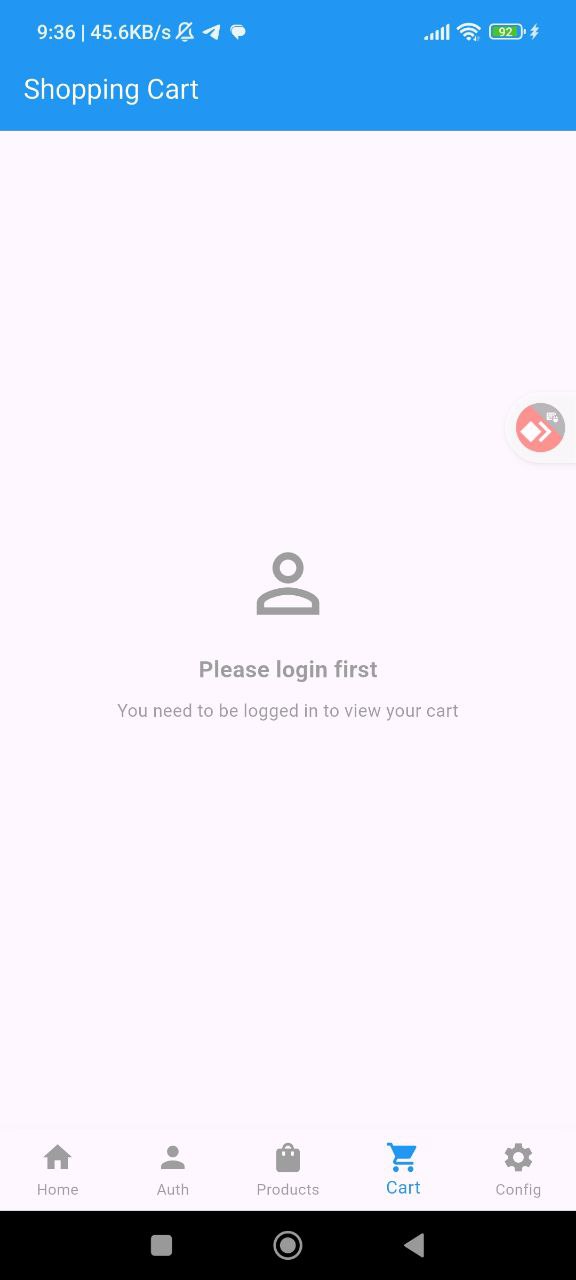 9:36 | 45.6KB/s
92
Shopping Cart
Please login first
You need to be logged in to view your cart
Home
Auth
Products
Cart
Config